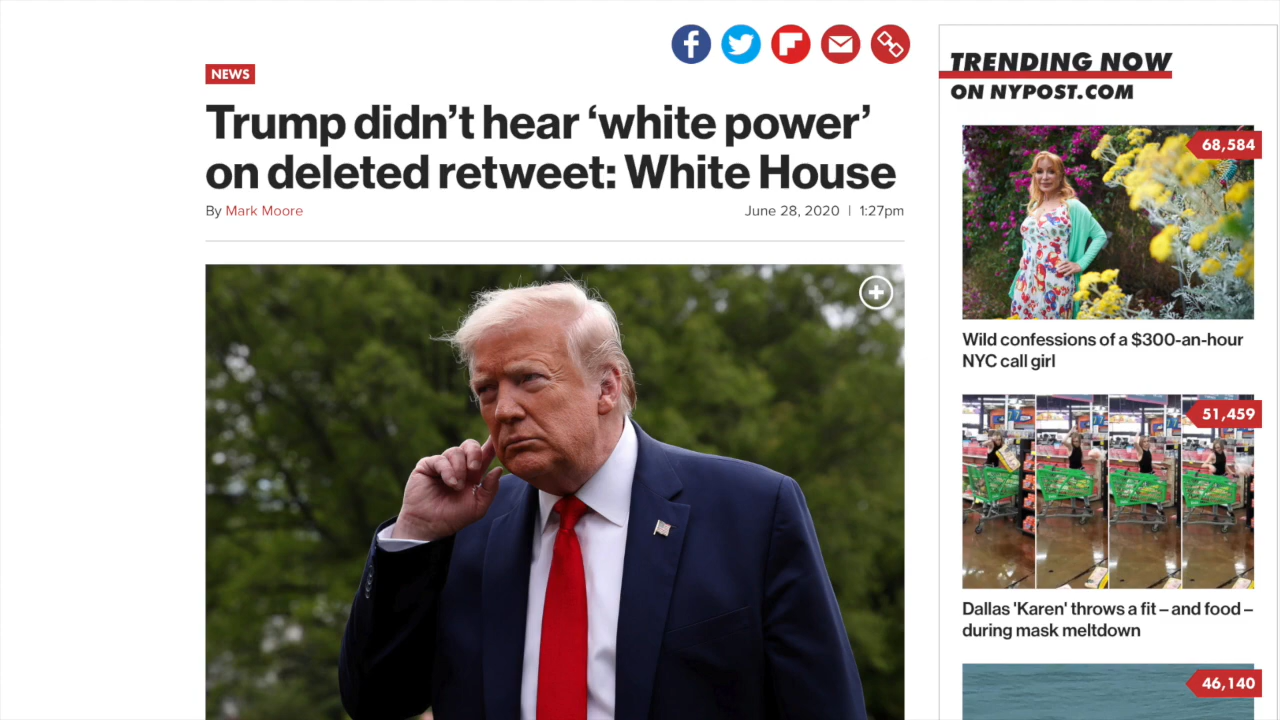 NEWS
Trump didn’t hear ‘white power’
on deleted retweet: White House
By Mark Moore
June 28, 2020 | 1:27pm
TRENDING NOW
ON NYPOST.COM
68,584
Wild confessions of a $300-an-hour
NYC call girl
51,459
Dallas 'Karen' throws a fit – and food –
during mask meltdown
46,140